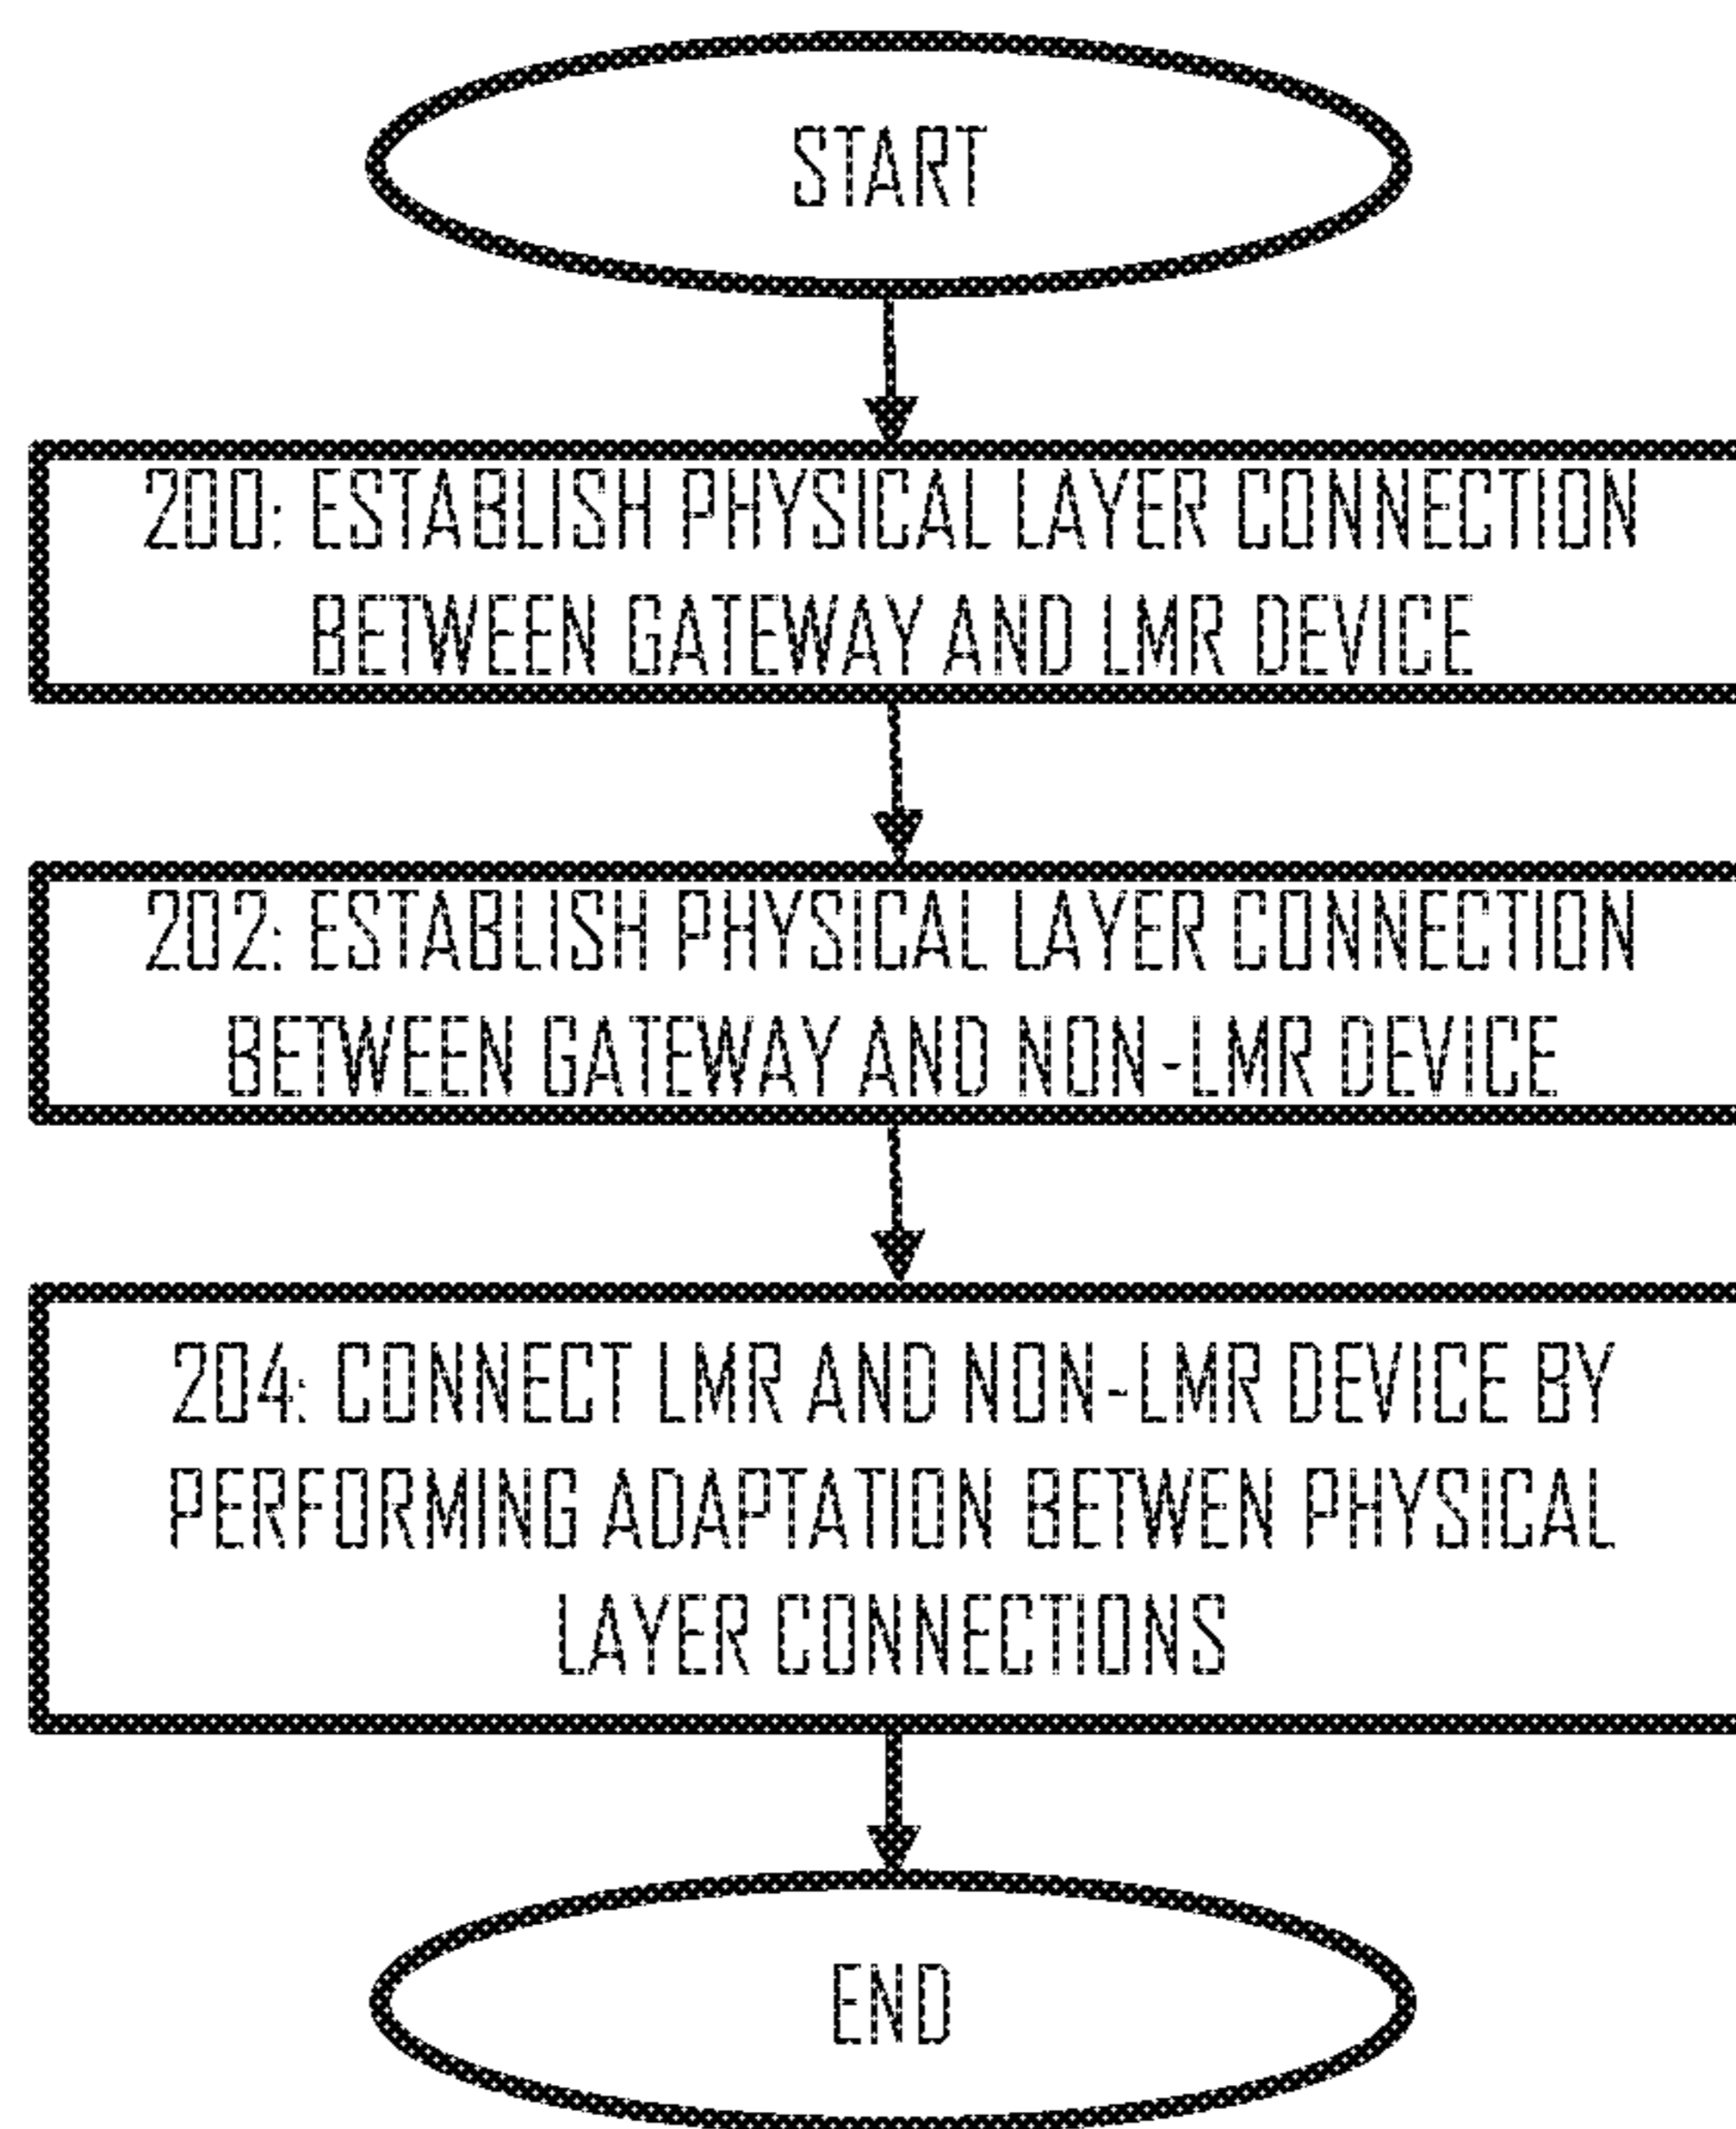 START
200: ESTABLISH PHYSICAL LAYER CONNECTION
BETWEEN GATEWAY AND LMR DEVICE
202: ESTABLISH PHYSICAL LAYER CONNECTION
BETWEEN GATEWAY AND NON-LMR DEVICE
204: CONNECT LMR AND NON-LMR DEVICE BY
PERFORMING ADAPTATION BETWEN PHYSICAL
LAYER CONNECTIONS
END